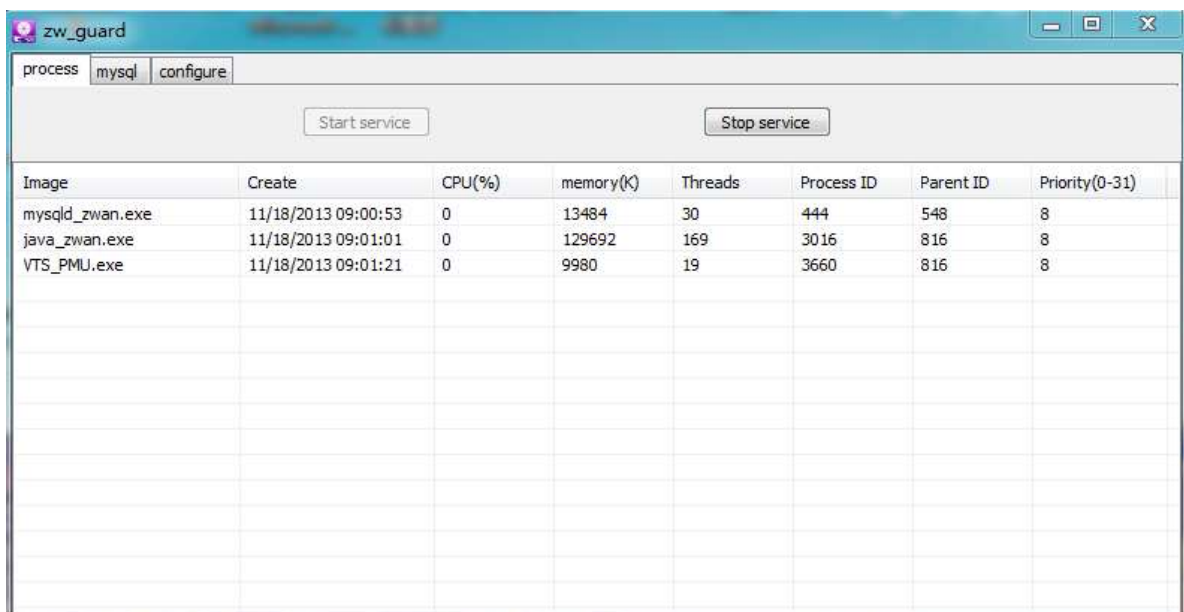 zw_guard
process mysql configure
Start service Stop service
Image Create CPU(%) memory(K) Threads Process ID Parent ID Priority(0-31)
mysqld_zwan.exe 11/18/2013 09:00:53 0 13484 30 444 548 8
java_zwan.exe 11/18/2013 09:01:01 0 129692 169 3016 816 8
VTS_PMU.exe 11/18/2013 09:01:21 0 9980 19 3660 816 8